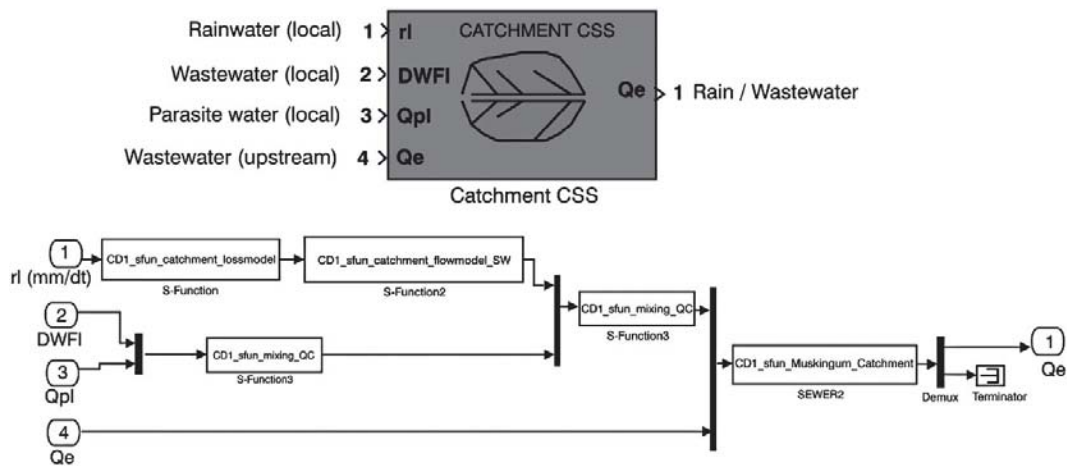 Rainwater (local) 1 rl CATCHMENT CSS
Wastewater (local) 2 DWFl
Qe 1 Rain / Wastewater
Parasite water (local) 3 Qpl
Wastewater (upstream) 4 Qe
Catchment CSS
1
rl (mm/dt)
CD1_sfun_catchment_lossmodel
S-Function
CD1_sfun_catchment_flowmodel_SW
S-Function2
2
DWFl
3
Qpl
CD1_sfun_mixing_QC
S-Function3
CD1_sfun_mixing_QC
S-Function3
4
Qe
CD1_sfun_Muskingum_Catchment
SEWER2
Demux
Terminator
1
Qe